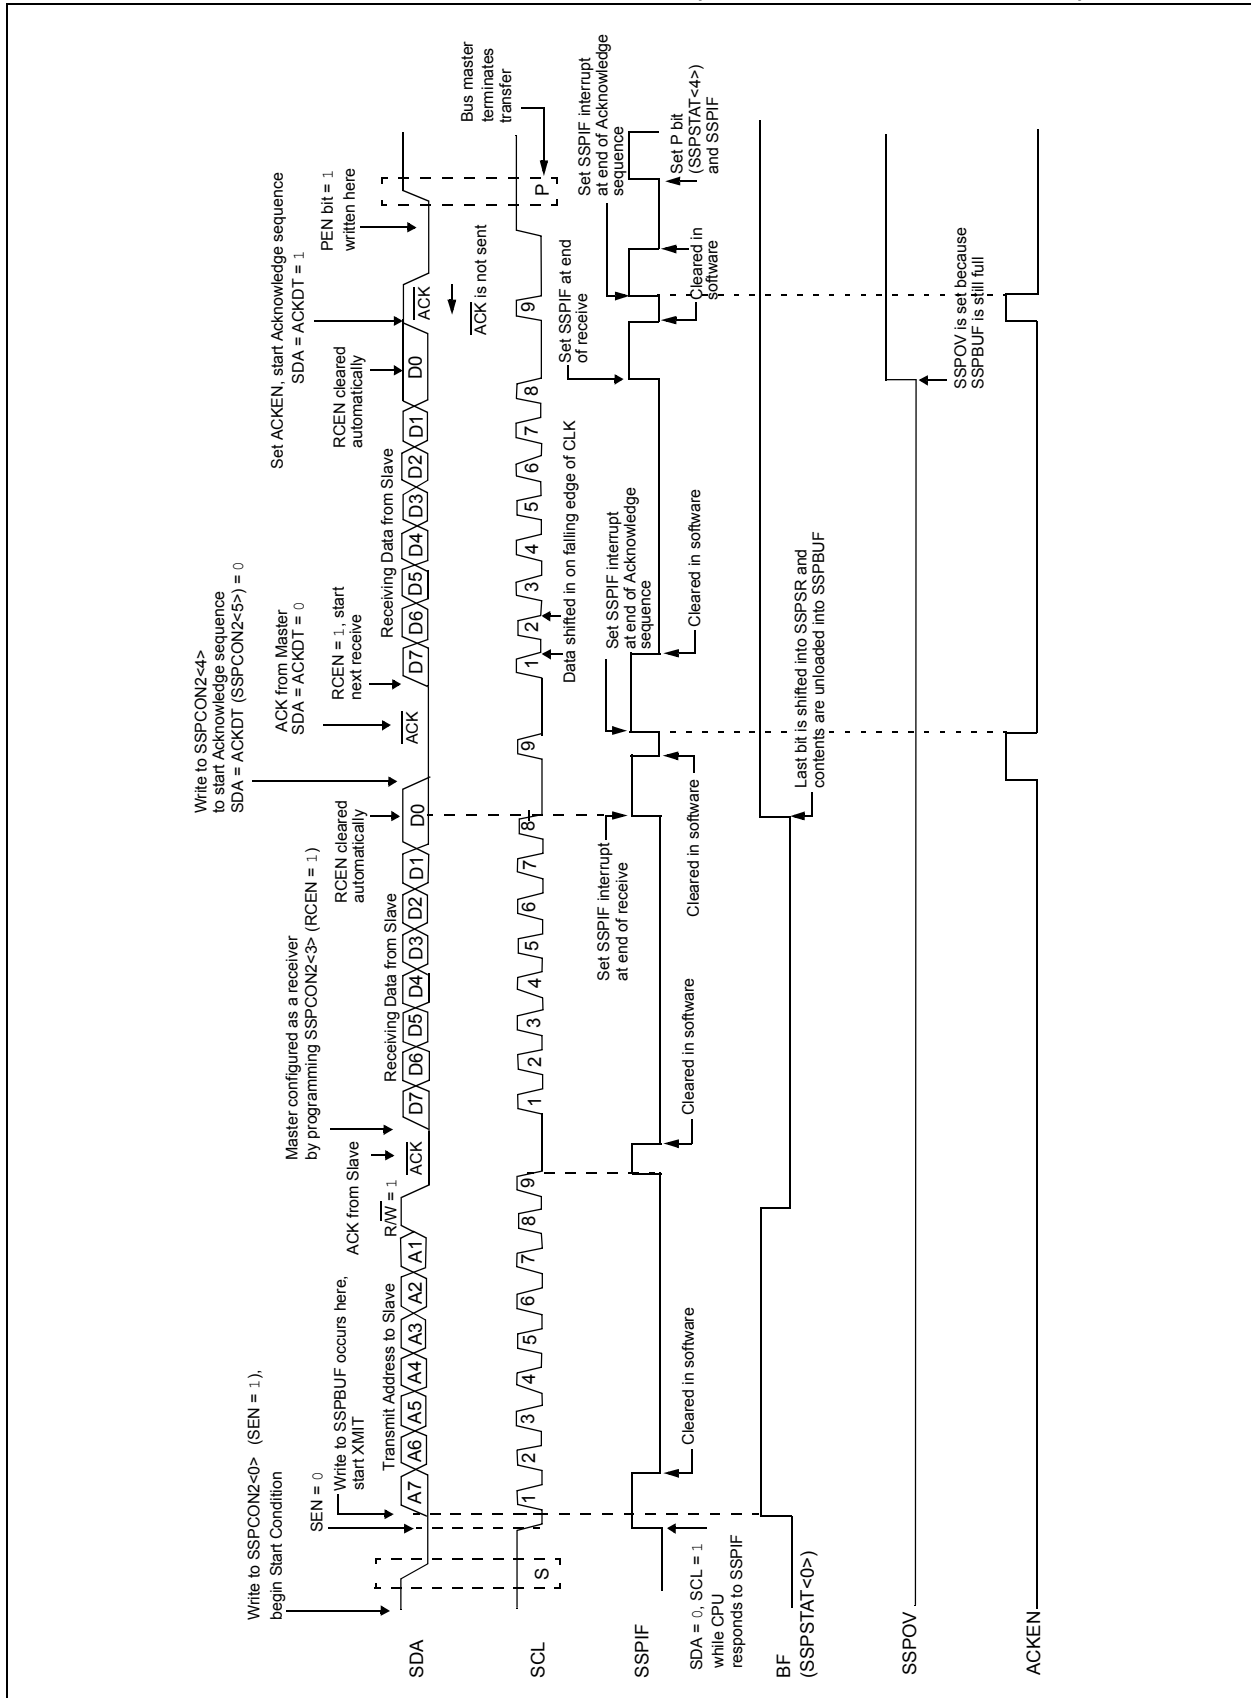 Write to SSPCON2<0> (SEN = 1),
begin Start Condition
SEN = 0
Write to SSPBUF occurs here,
start XMIT
Transmit Address to Slave
ACK from Slave
R/W = 1
Master configured as a receiver
by programming SSPCON2<3> (RCEN = 1)
Receiving Data from Slave
RCEN cleared
automatically
Write to SSPCON2<4>
to start Acknowledge sequence
SDA = ACKDT (SSPCON2<5>) = 0
ACK from Master
SDA = ACKDT = 0
RCEN = 1, start
next receive
Receiving Data from Slave
RCEN cleared
automatically
Set ACKEN, start Acknowledge sequence
SDA = ACKDT = 1
PEN bit = 1
written here
SDA
A7 A6 A5 A4 A3 A2 A1 ACK D7 D6 D5 D4 D3 D2 D1 D0 ACK D7 D6 D5 D4 D3 D2 D1 D0 ACK
ACK is not sent
Bus master
terminates
transfer
SCL
S 1 2 3 4 5 6 7 8 9 1 2 3 4 5 6 7 8 9 1 2 3 4 5 6 7 8 9 P
Data shifted in on falling edge of CLK
Set SSPIF interrupt
at end of receive
Set SSPIF interrupt
at end of Acknowledge
sequence
Set SSPIF at end
of receive
Set SSPIF interrupt
at end of Acknowledge
sequence
SSPIF
SDA = 0, SCL = 1
while CPU
responds to SSPIF
Cleared in software
Cleared in software
Cleared in software
Cleared in software
Cleared in
software
Set P bit
(SSPSTAT<4>)
and SSPIF
BF
(SSPSTAT<0>)
Last bit is shifted into SSPSR and
contents are unloaded into SSPBUF
SSPOV
SSPOV is set because
SSPBUF is still full
ACKEN